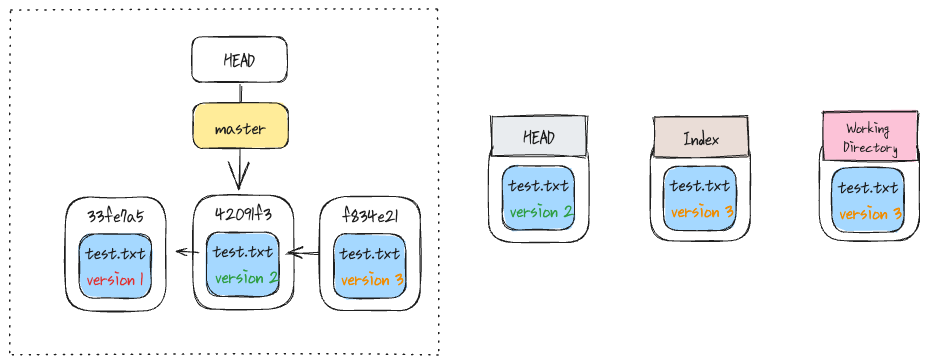 HEAD
master
33fe7a5
test.txt
version 1
42091f3
test.txt
version 2
f834e21
test.txt
version 3
HEAD
test.txt
version 2
Index
test.txt
version 3
Working
Directory
test.txt
version 3